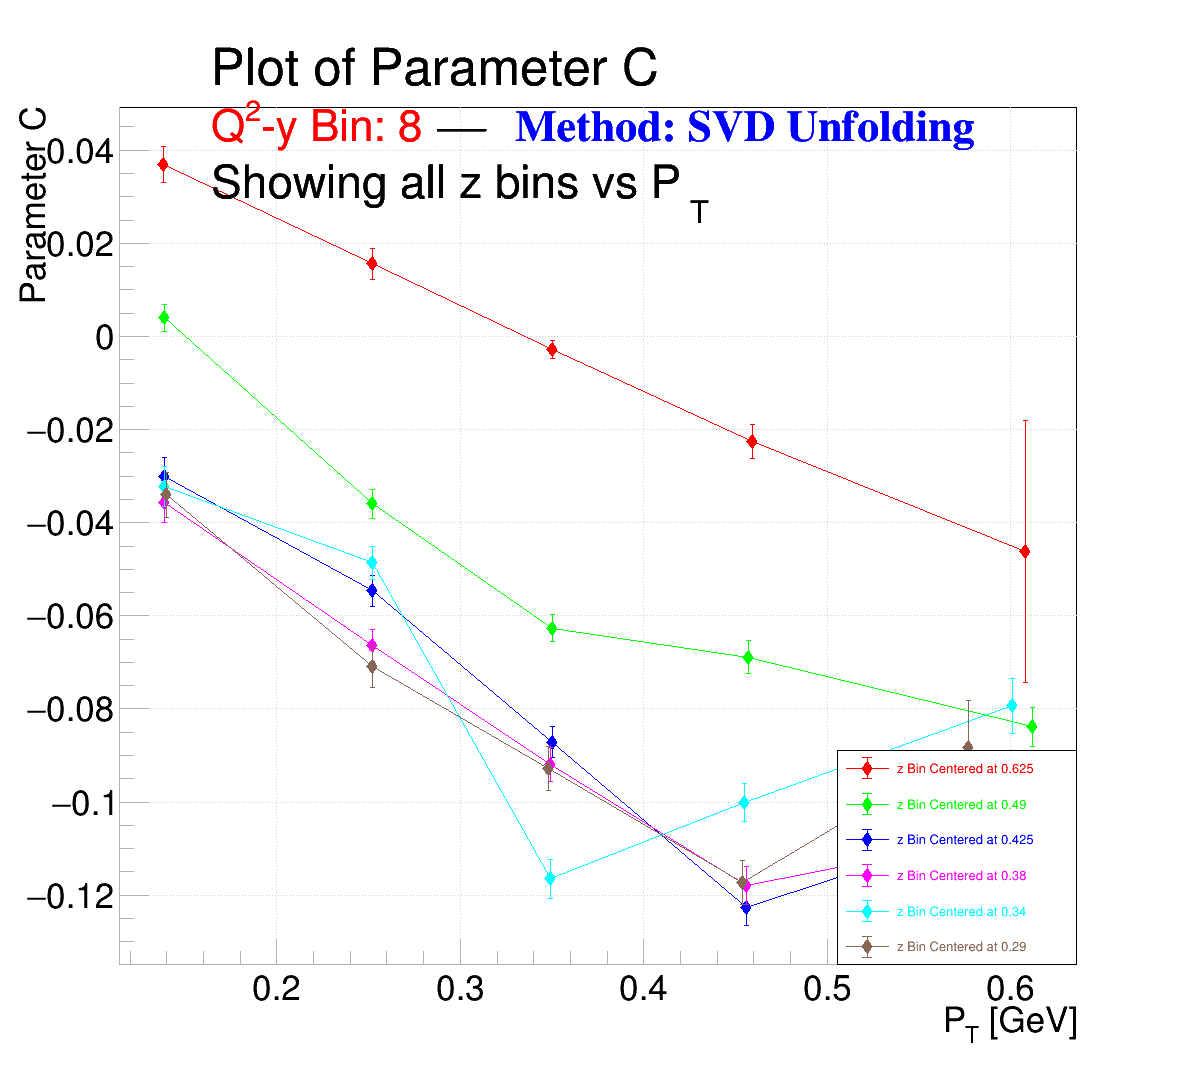 Plot of Parameter C
Q²-y Bin: 8 — Method: SVD Unfolding
Showing all z bins vs P_T
Parameter C
0.04
0.02
0
−0.02
−0.04
−0.06
−0.08
−0.1
−0.12
z Bin Centered at 0.625
z Bin Centered at 0.49
z Bin Centered at 0.425
z Bin Centered at 0.38
z Bin Centered at 0.34
z Bin Centered at 0.29
0.2 0.3 0.4 0.5 0.6
P_T [GeV]